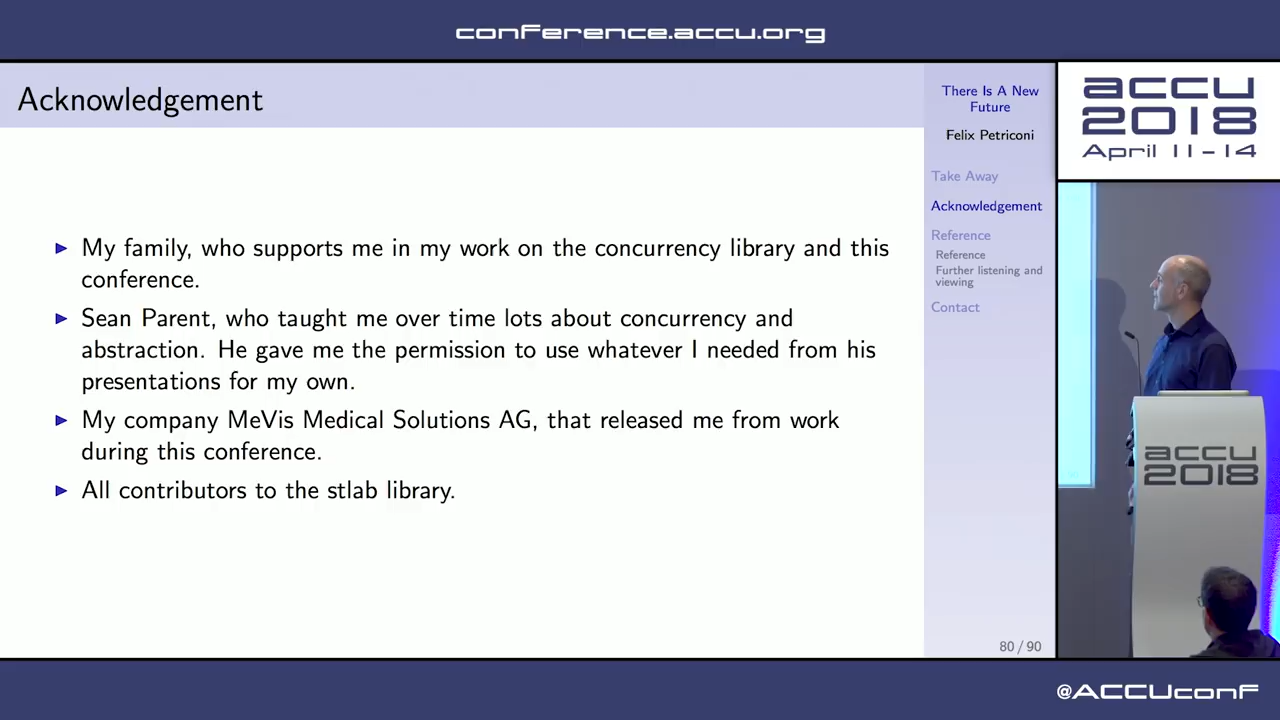 conference.accu.org
Acknowledgement
My family, who supports me in my work on the concurrency library and this
conference.
Sean Parent, who taught me over time lots about concurrency and
abstraction. He gave me the permission to use whatever I needed from his
presentations for my own.
My company MeVis Medical Solutions AG, that released me from work
during this conference.
All contributors to the stlab library.
There Is A New
Future
Felix Petriconi
Take Away
Acknowledgement
Reference
Reference
Further listening and
viewing
Contact
80 / 90
accu
2018
April 11-14
accu
2018
@ACCUconf